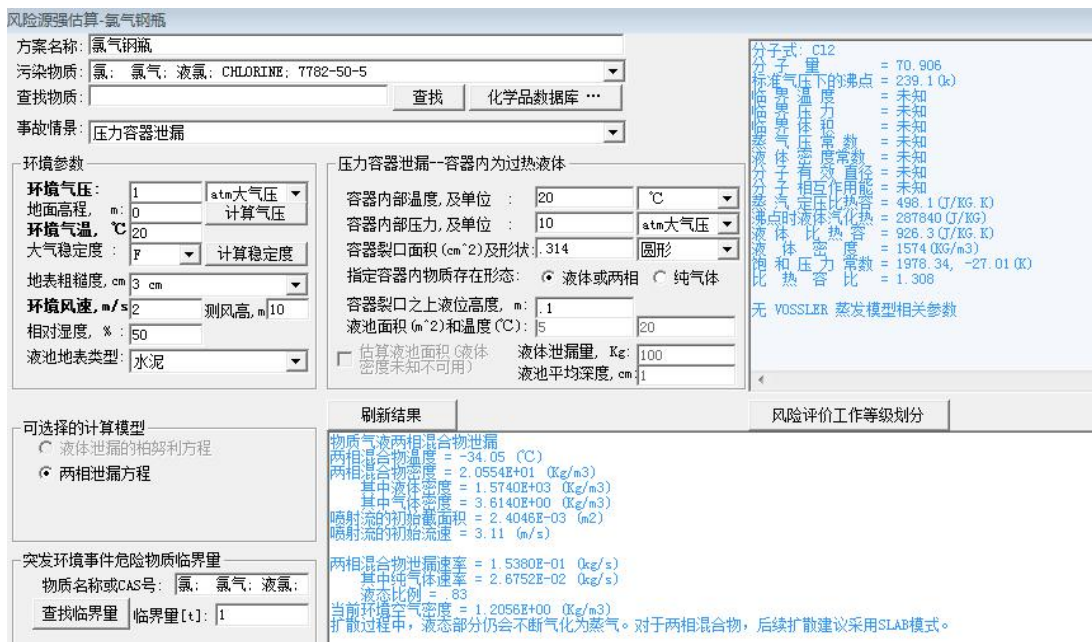 风险源强估算-氯气钢瓶
方案名称: 氯气钢瓶
污染物质: 氯; 氯气; 液氯; CHLORINE; 7782-50-5
查找物质: 查找 化学品数据库 …
事故情景: 压力容器泄漏
环境参数
环境气压: 1 atm大气压
地面高程, m: 0 计算气压
环境气温, ℃ 20
大气稳定度: F 计算稳定度
地表粗糙度, cm 3 cm
环境风速, m/s 2 测风高, m 10
相对湿度, %: 50
液池地表类型: 水泥
压力容器泄漏--容器内为过热液体
容器内部温度,及单位 : 20 ℃
容器内部压力,及单位 : 10 atm大气压
容器裂口面积(cm^2)及形状: .314 圆形
指定容器内物质存在形态: 液体或两相 纯气体
容器裂口之上液位高度, m: .1
液池面积(m^2)和温度(℃): 5 20
估算液池面积(液体密度未知不可用)
液体泄漏量, Kg: 100
液池平均深度, cm: 1
分子式: Cl2
分 子 量 = 70.906
标准气压下的沸点 = 239.1(k)
临 界 温 度 = 未知
临 界 压 力 = 未知
临 界 体 积 = 未知
蒸 气 压 常 数 = 未知
液 体 密 度 常 数 = 未知
分 子 有 效 直 径 = 未知
分 子 相互作用能 = 未知
蒸 汽 定压比热容 = 498.1(J/KG.K)
沸点时液体汽化热 = 287840(J/KG)
液 体 比 热 容 = 926.3(J/KG.K)
液 体 密 度 = 1574(KG/m3)
饱 和 压 力 常数 = 1978.34, -27.01(K)
比 热 容 比 = 1.308
无 VOSSLER 蒸发模型相关参数
可选择的计算模型
液体泄漏的柏努利方程
两相泄漏方程
突发环境事件危险物质临界量
物质名称或CAS号: 氯; 氯气; 液氯;
查找临界量 临界量[t]: 1
刷新结果 风险评价工作等级划分
物质气液两相混合物泄漏
两相混合物温度 = -34.05 (℃)
两相混合物密度 = 2.0554E+01 (Kg/m3)
其中液体密度 = 1.5740E+03 (Kg/m3)
其中气体密度 = 3.6140E+00 (Kg/m3)
喷射流的初始截面积 = 2.4046E-03 (m2)
喷射流的初始流速 = 3.11 (m/s)
两相混合物泄漏速率 = 1.5380E-01 (kg/s)
其中纯气体速率 = 2.6752E-02 (kg/s)
液态比例 = .83
当前环境空气密度 = 1.2056E+00 (Kg/m3)
扩散过程中,液态部分仍会不断气化为蒸气。对于两相混合物,后续扩散建议采用SLAB模式。